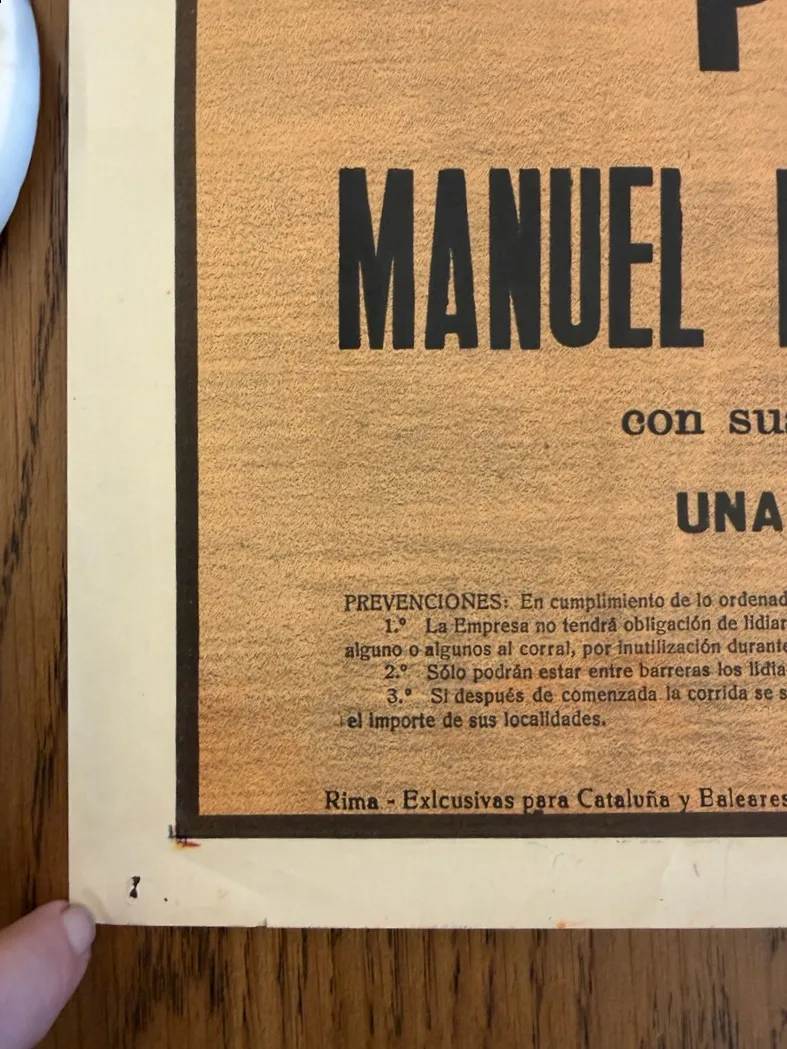 P
MANUEL
con sus
UNA
PREVENCIONES: En cumplimiento de lo ordenad
1.º La Empresa no tendrá obligación de lidiar
alguno o algunos al corral, por inutilización durante
2.º Sólo podrán estar entre barreras los lidia
3.º Si después de comenzada la corrida se s
el importe de sus localidades.
Rima - Exlcusivas para Cataluña y Baleares